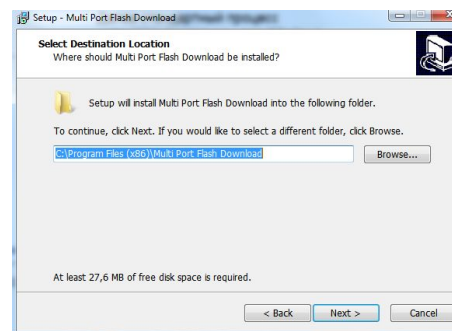 Setup - Multi Port Flash Download
Select Destination Location
Where should Multi Port Flash Download be installed?
Setup will install Multi Port Flash Download into the following folder.
To continue, click Next. If you would like to select a different folder, click Browse.
C:\Program Files (x86)\Multi Port Flash Download
Browse...
At least 27,6 MB of free disk space is required.
< Back
Next >
Cancel